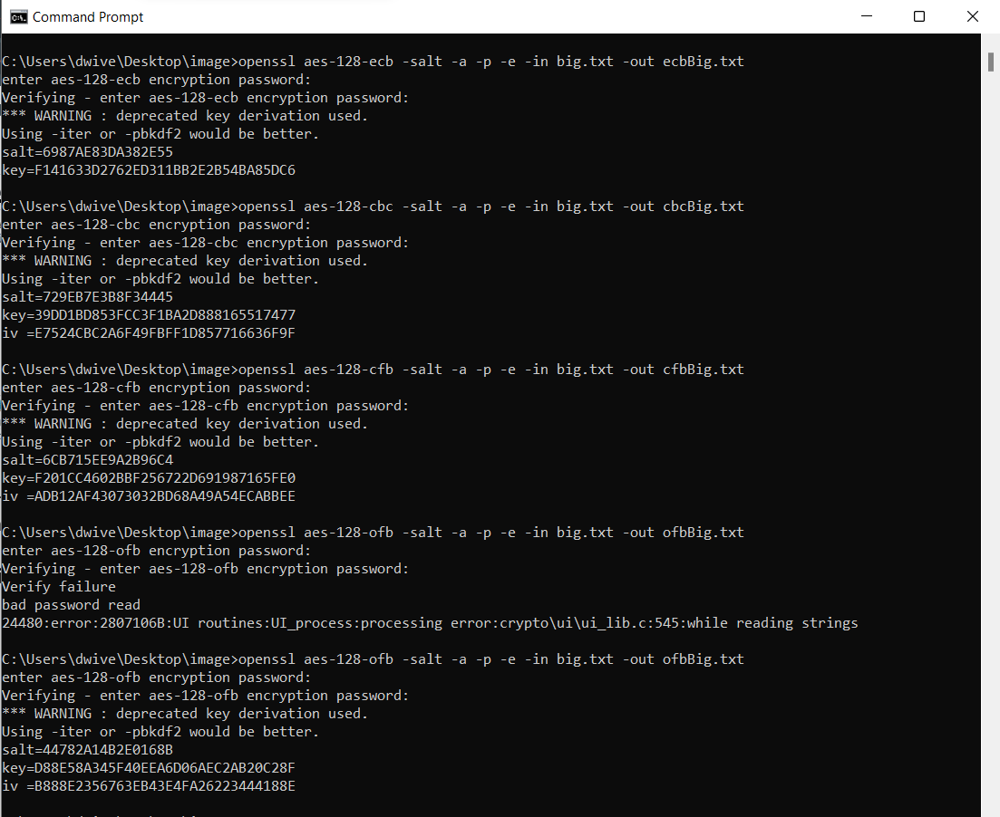 Command Prompt
C:\Users\dwive\Desktop\image>openssl aes-128-ecb -salt -a -p -e -in big.txt -out ecbBig.txt
enter aes-128-ecb encryption password:
Verifying - enter aes-128-ecb encryption password:
*** WARNING : deprecated key derivation used.
Using -iter or -pbkdf2 would be better.
salt=6987AE83DA382E55
key=F141633D2762ED311BB2E2B54BA85DC6
C:\Users\dwive\Desktop\image>openssl aes-128-cbc -salt -a -p -e -in big.txt -out cbcBig.txt
enter aes-128-cbc encryption password:
Verifying - enter aes-128-cbc encryption password:
*** WARNING : deprecated key derivation used.
Using -iter or -pbkdf2 would be better.
salt=729EB7E3B8F34445
key=39DD1BD853FCC3F1BA2D888165517477
iv =E7524CBC2A6F49FBFF1D857716636F9F
C:\Users\dwive\Desktop\image>openssl aes-128-cfb -salt -a -p -e -in big.txt -out cfbBig.txt
enter aes-128-cfb encryption password:
Verifying - enter aes-128-cfb encryption password:
*** WARNING : deprecated key derivation used.
Using -iter or -pbkdf2 would be better.
salt=6CB715EE9A2B96C4
key=F201CC4602BBF256722D691987165FE0
iv =ADB12AF43073032BD68A49A54ECABBEE
C:\Users\dwive\Desktop\image>openssl aes-128-ofb -salt -a -p -e -in big.txt -out ofbBig.txt
enter aes-128-ofb encryption password:
Verifying - enter aes-128-ofb encryption password:
Verify failure
bad password read
24480:error:2807106B:UI routines:UI_process:processing error:crypto\ui\ui_lib.c:545:while reading strings
C:\Users\dwive\Desktop\image>openssl aes-128-ofb -salt -a -p -e -in big.txt -out ofbBig.txt
enter aes-128-ofb encryption password:
Verifying - enter aes-128-ofb encryption password:
*** WARNING : deprecated key derivation used.
Using -iter or -pbkdf2 would be better.
salt=44782A14B2E0168B
key=D88E58A345F40EEA6D06AEC2AB20C28F
iv =B888E2356763EB43E4FA26223444188E